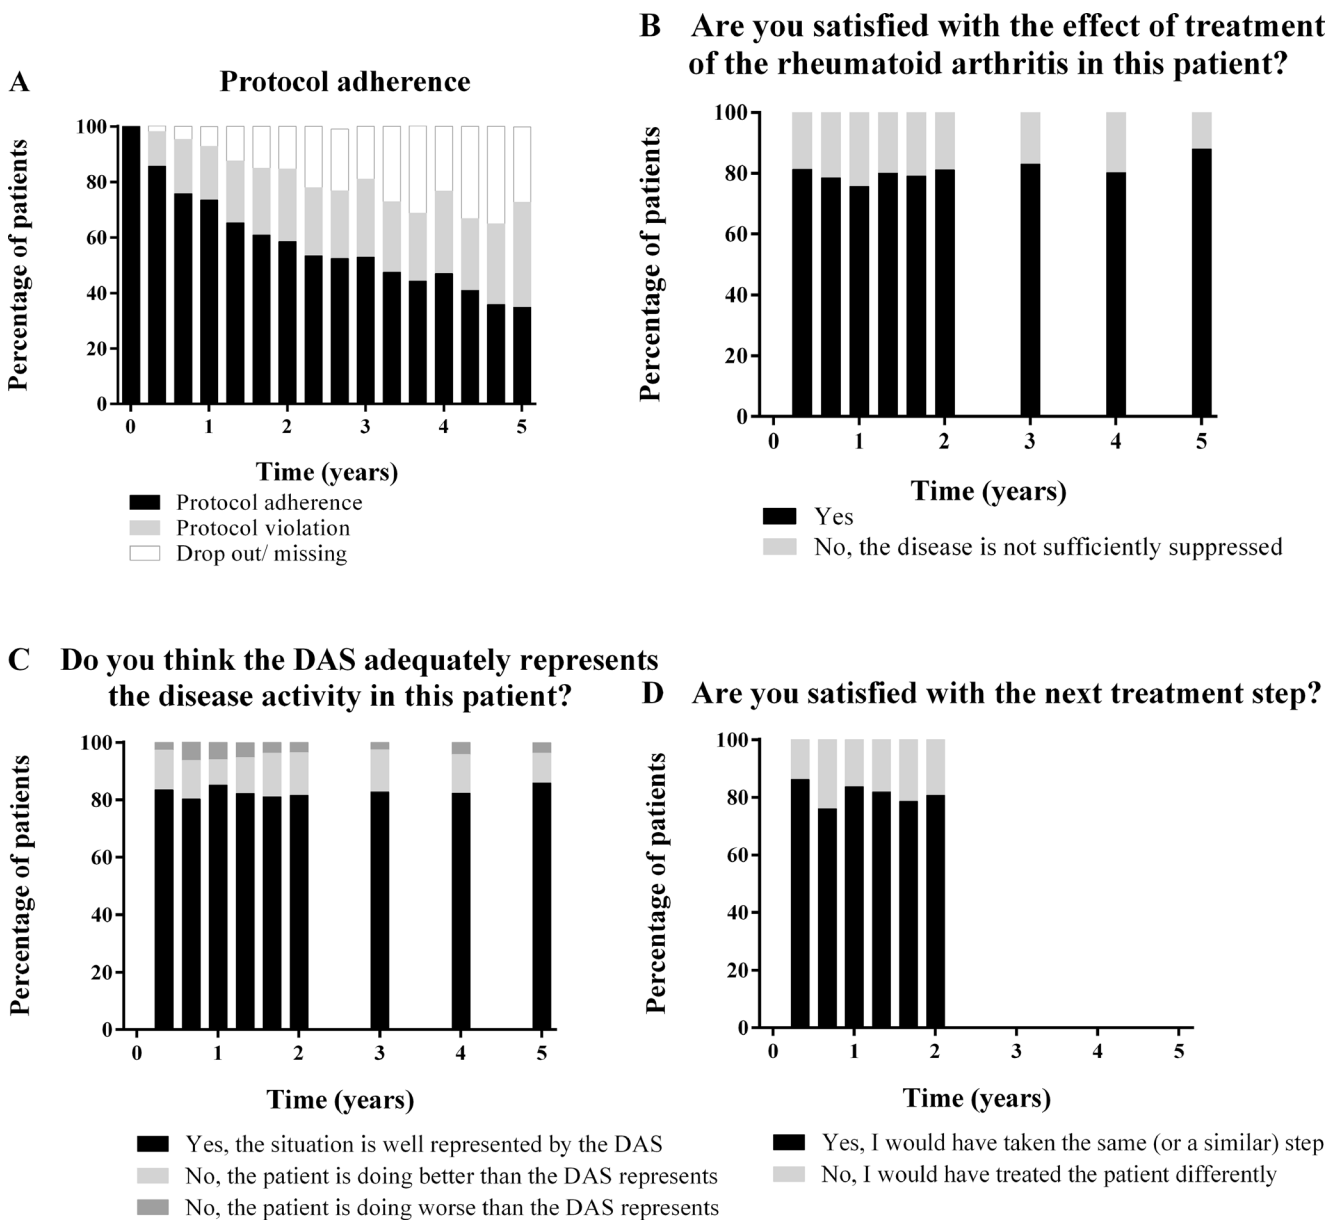 A
Protocol adherence
Percentage of patients
100
80
60
40
20
0
0 1 2 3 4 5
Time (years)
Protocol adherence
Protocol violation
Drop out/ missing
B Are you satisfied with the effect of treatment
of the rheumatoid arthritis in this patient?
Percentage of patients
100
80
60
40
20
0
0 1 2 3 4 5
Time (years)
Yes
No, the disease is not sufficiently suppressed
C Do you think the DAS adequately represents
the disease activity in this patient?
Percentage of patients
100
80
60
40
20
0
0 1 2 3 4 5
Time (years)
Yes, the situation is well represented by the DAS
No, the patient is doing better than the DAS represents
No, the patient is doing worse than the DAS represents
D Are you satisfied with the next treatment step?
Percentage of patients
100
80
60
40
20
0
0 1 2 3 4 5
Time (years)
Yes, I would have taken the same (or a similar) step
No, I would have treated the patient differently